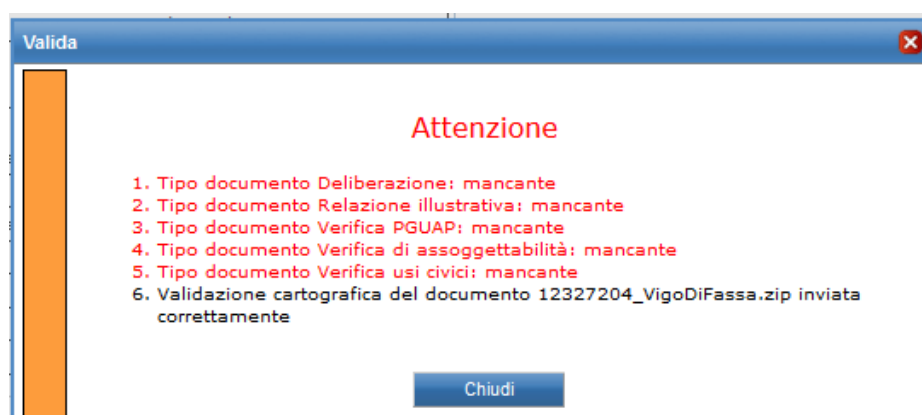 Valida
Attenzione
1. Tipo documento Deliberazione: mancante
2. Tipo documento Relazione illustrativa: mancante
3. Tipo documento Verifica PGUAP: mancante
4. Tipo documento Verifica di assoggettabilità: mancante
5. Tipo documento Verifica usi civici: mancante
6. Validazione cartografica del documento 12327204_VigoDiFassa.zip inviata
correttamente
Chiudi